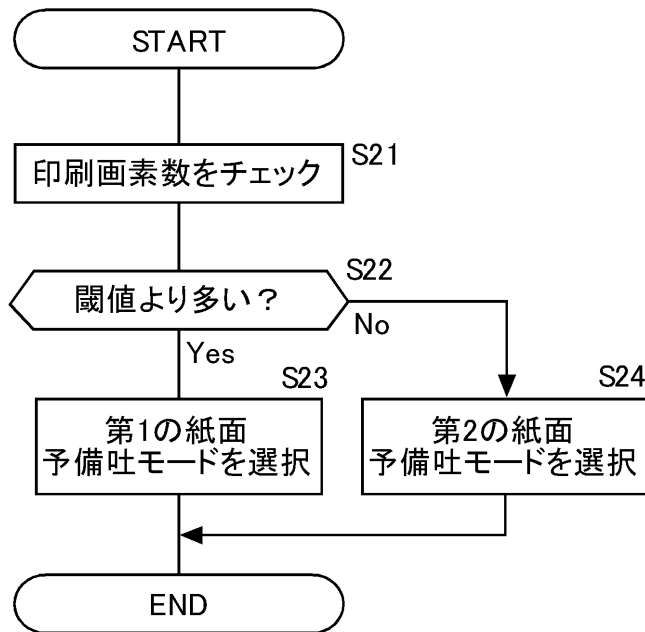 START
印刷画素数をチェック
S21
閾値より多い？
S22
No
Yes
S23
第1の紙面
予備吐モードを選択
S24
第2の紙面
予備吐モードを選択
END